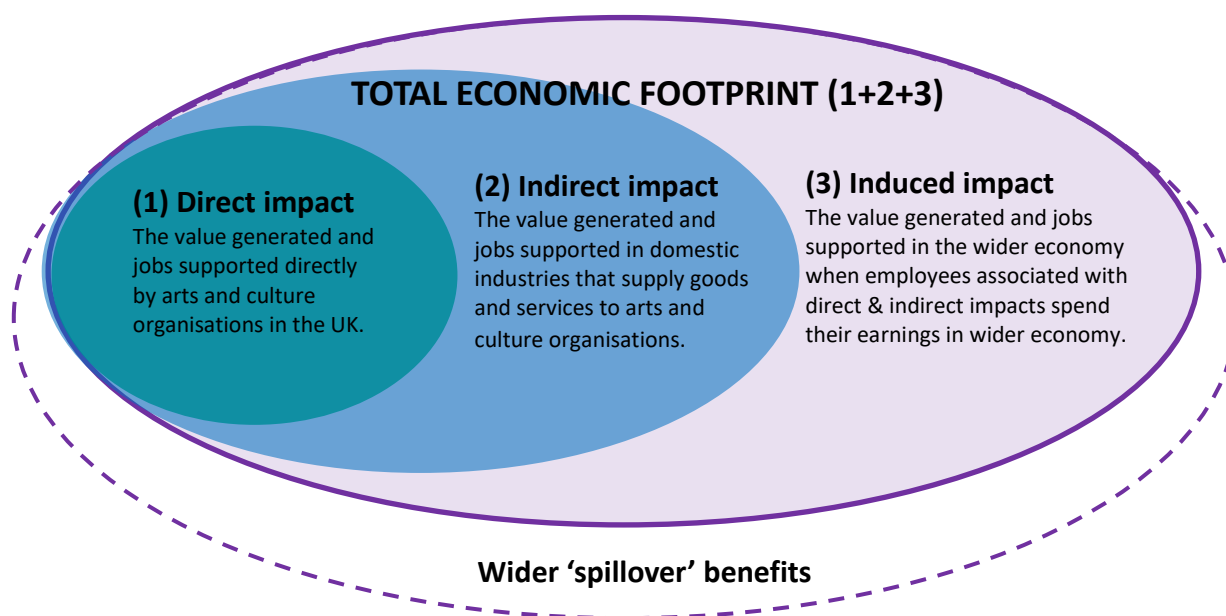 TOTAL ECONOMIC FOOTPRINT (1+2+3)
(1) Direct impact
The value generated and
jobs supported directly
by arts and culture
organisations in the UK.
(2) Indirect impact
The value generated and
jobs supported in domestic
industries that supply goods
and services to arts and
culture organisations.
(3) Induced impact
The value generated and jobs
supported in the wider economy
when employees associated with
direct & indirect impacts spend
their earnings in wider economy.
Wider ‘spillover’ benefits